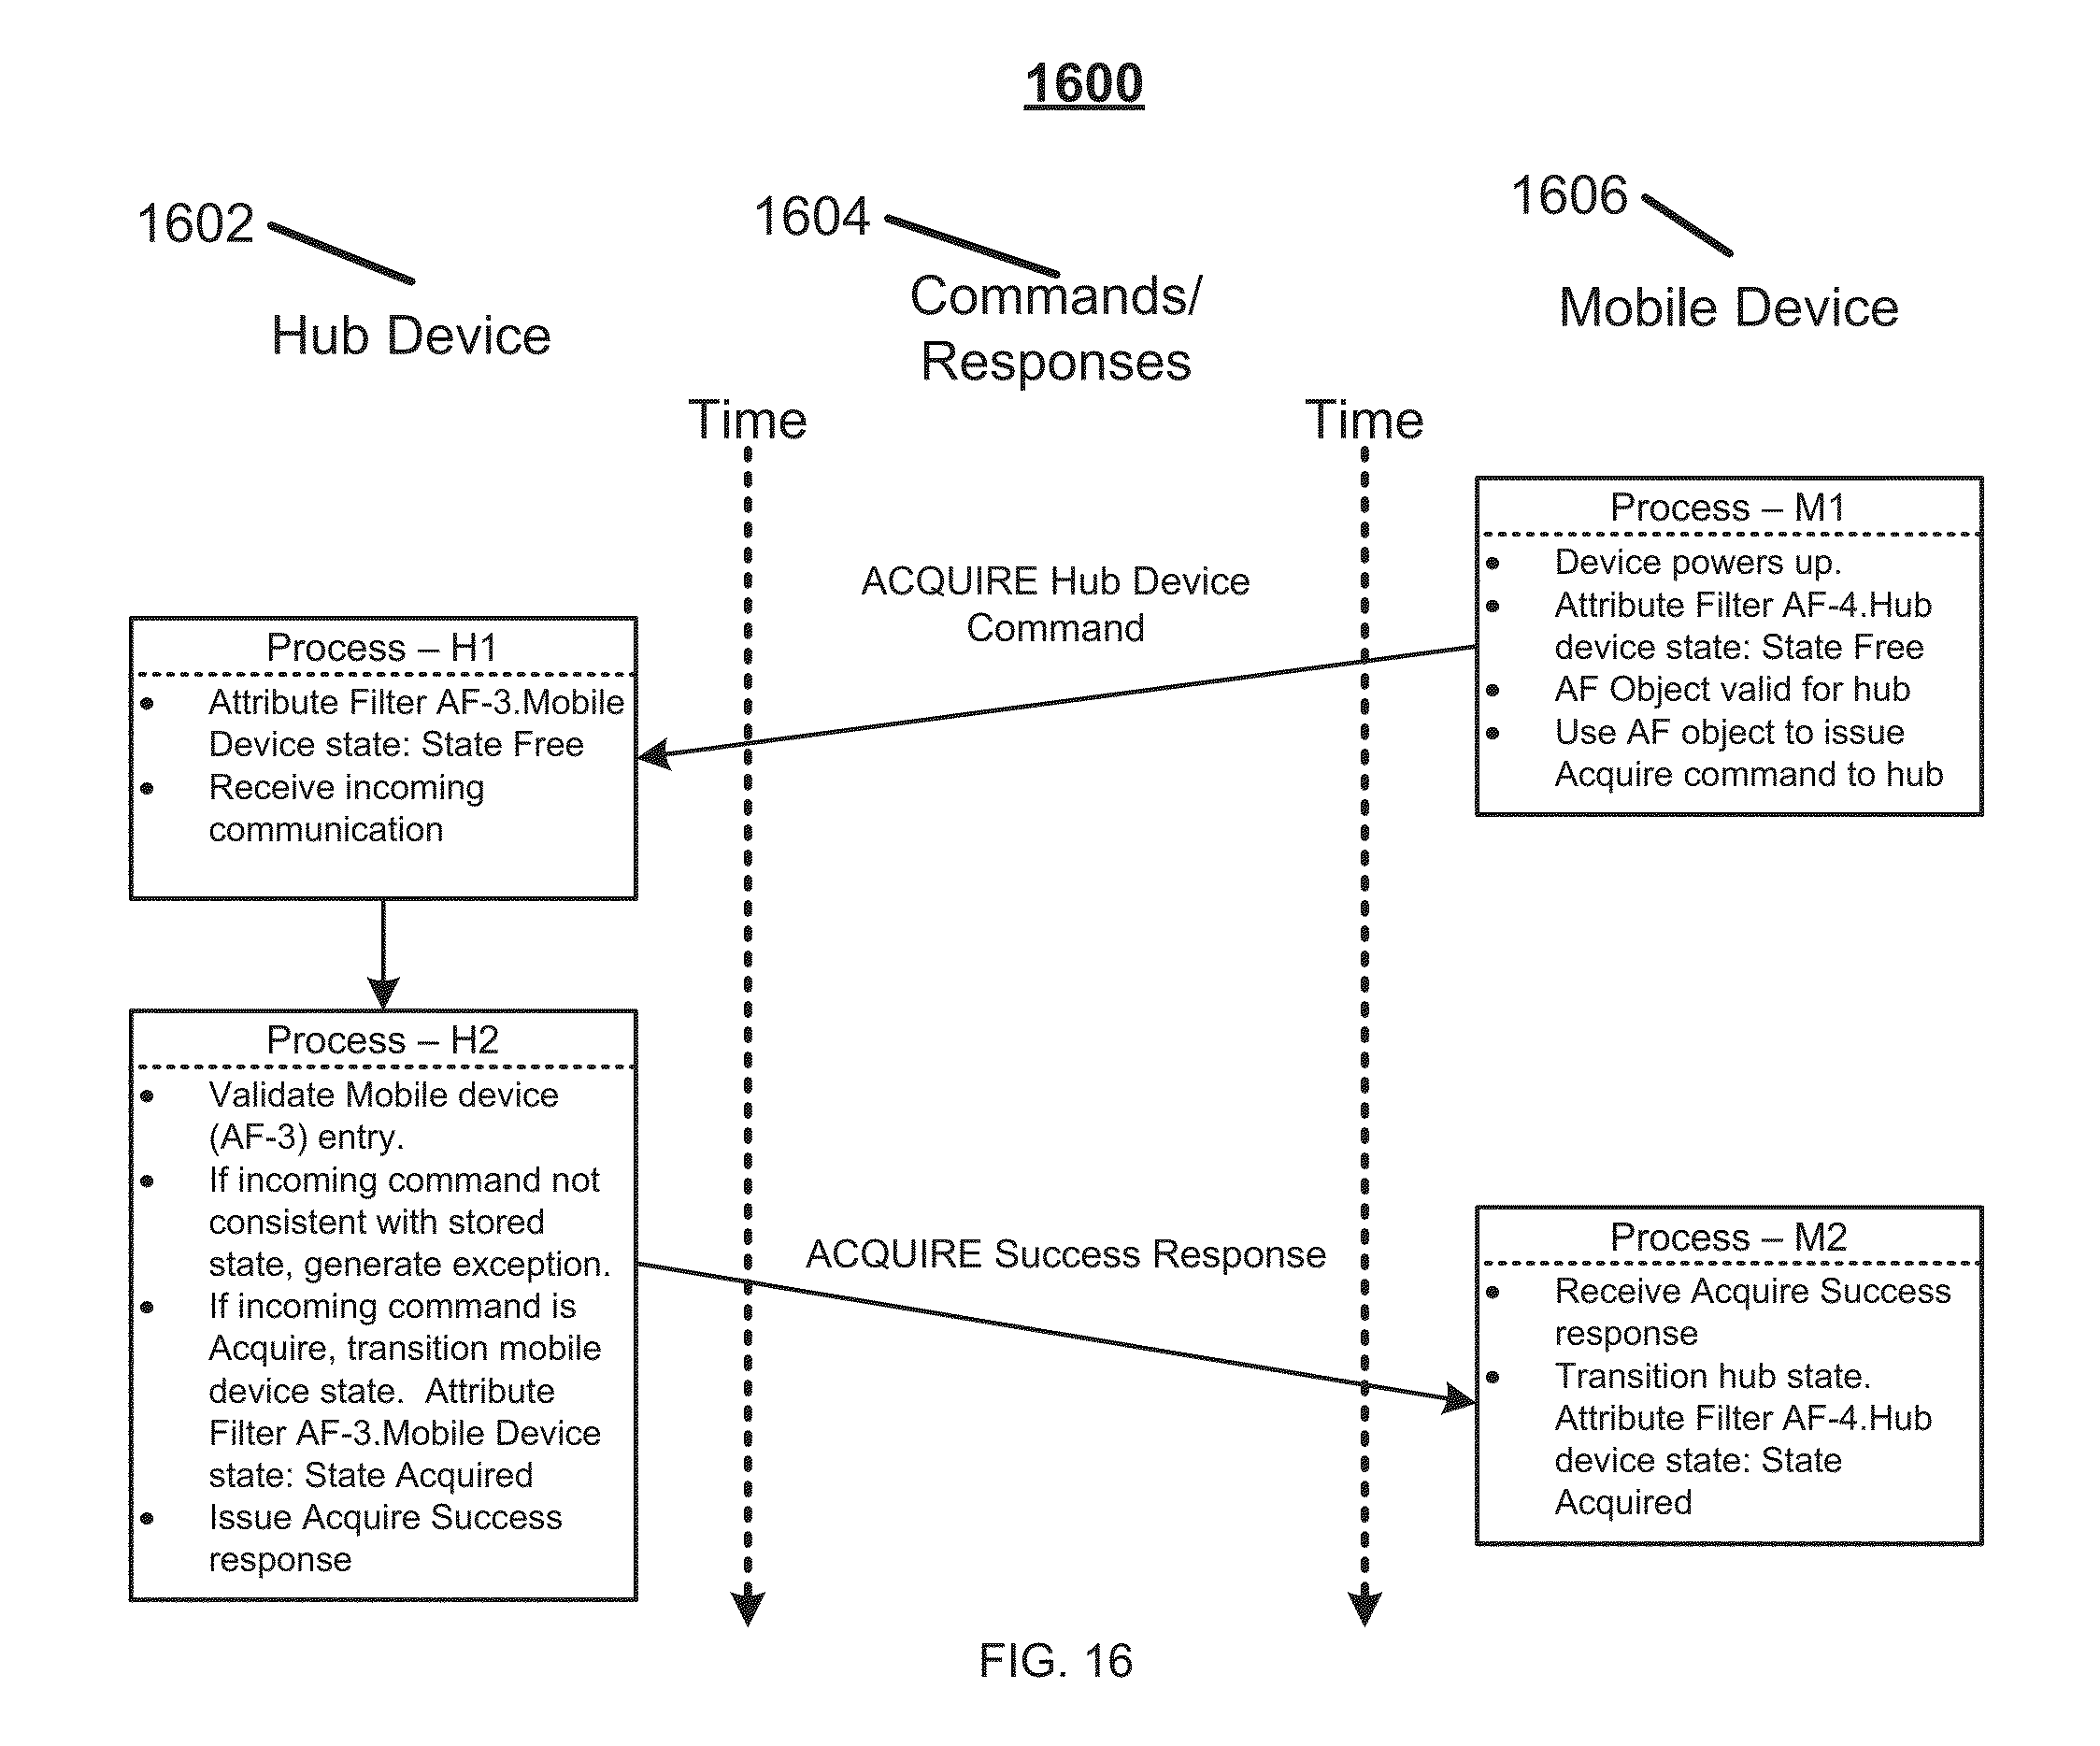 1600
1602
1604
1606
Hub Device
Commands/
Responses
Mobile Device
Time
Time
Process – M1
• Device powers up.
• Attribute Filter AF-4.Hub
device state: State Free
• AF Object valid for hub
• Use AF object to issue
Acquire command to hub
ACQUIRE Hub Device
Command
Process – H1
• Attribute Filter AF-3.Mobile
Device state: State Free
• Receive incoming
communication
Process – H2
• Validate Mobile device
(AF-3) entry.
• If incoming command not
consistent with stored
state, generate exception.
• If incoming command is
Acquire, transition mobile
device state. Attribute
Filter AF-3.Mobile Device
state: State Acquired
• Issue Acquire Success
response
ACQUIRE Success Response
Process – M2
• Receive Acquire Success
response
• Transition hub state.
Attribute Filter AF-4.Hub
device state: State
Acquired
FIG. 16